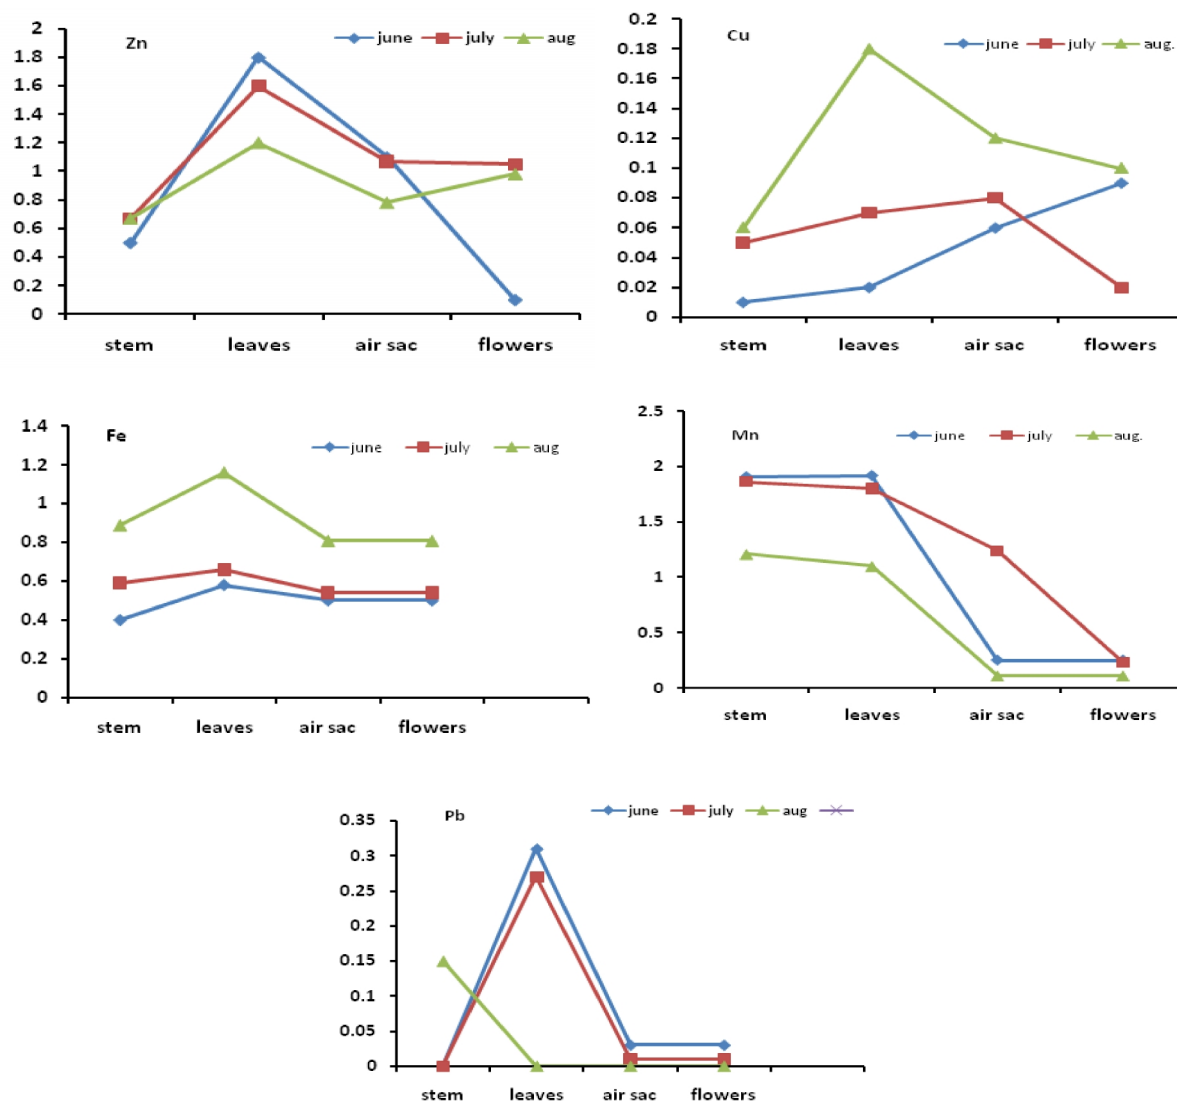 Zn
june july aug
2
1.8
1.6
1.4
1.2
1
0.8
0.6
0.4
0.2
0
stem leaves air sac flowers
Cu
june july aug.
0.2
0.18
0.16
0.14
0.12
0.1
0.08
0.06
0.04
0.02
0
stem leaves air sac flowers
Fe
june july aug
1.4
1.2
1
0.8
0.6
0.4
0.2
0
stem leaves air sac flowers
Mn
june july aug.
2.5
2
1.5
1
0.5
0
stem leaves air sac flowers
Pb
june july aug
0.35
0.3
0.25
0.2
0.15
0.1
0.05
0
stem leaves air sac flowers